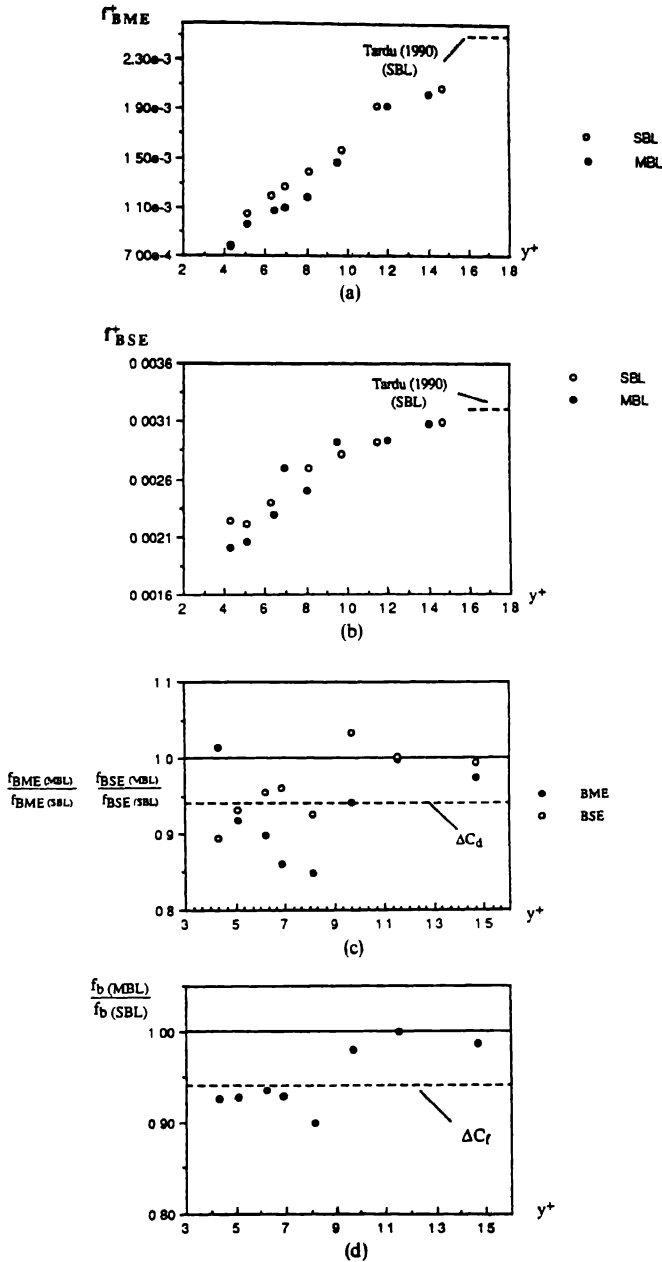 f⁺BME
2.30e-3
1 90e-3
1 50e-3
1 10e-3
7 00e-4
Tardu (1990)
(SBL)
SBL
MBL
y+
2 4 6 8 10 12 14 16 18
(a)
f⁺BSE
0 0036
0 0031
0 0026
0 0021
0 0016
Tardu (1990)
(SBL)
SBL
MBL
y+
2 4 6 8 10 12 14 16 18
(b)
1 1
1.0
0 9
0 8
fBME (MBL) fBSE (MBL)
fBME (SBL) fBSE (SBL)
ΔCd
BME
BSE
y+
3 5 7 9 11 13 15
(c)
fb (MBL)
fb (SBL)
1 00
0 90
0 80
ΔCf
y+
3 5 7 9 11 13 15
(d)